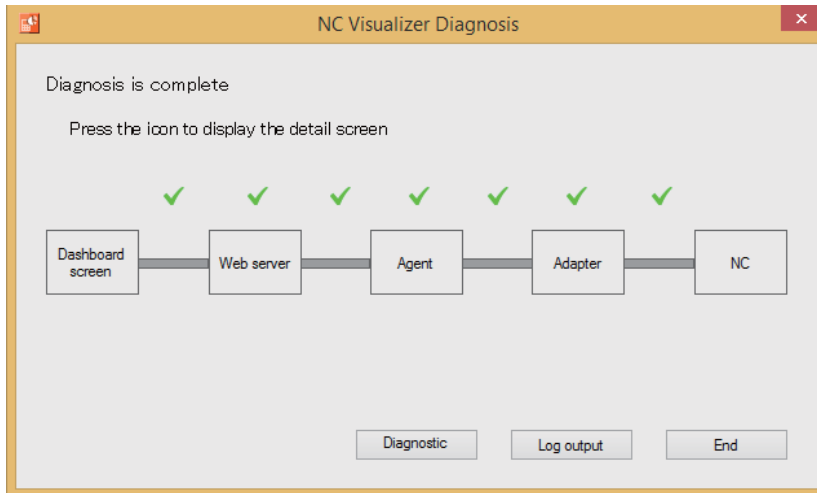 NC Visualizer Diagnosis
Diagnosis is complete
Press the icon to display the detail screen
Dashboard
screen
Web server
Agent
Adapter
NC
Diagnostic
Log output
End